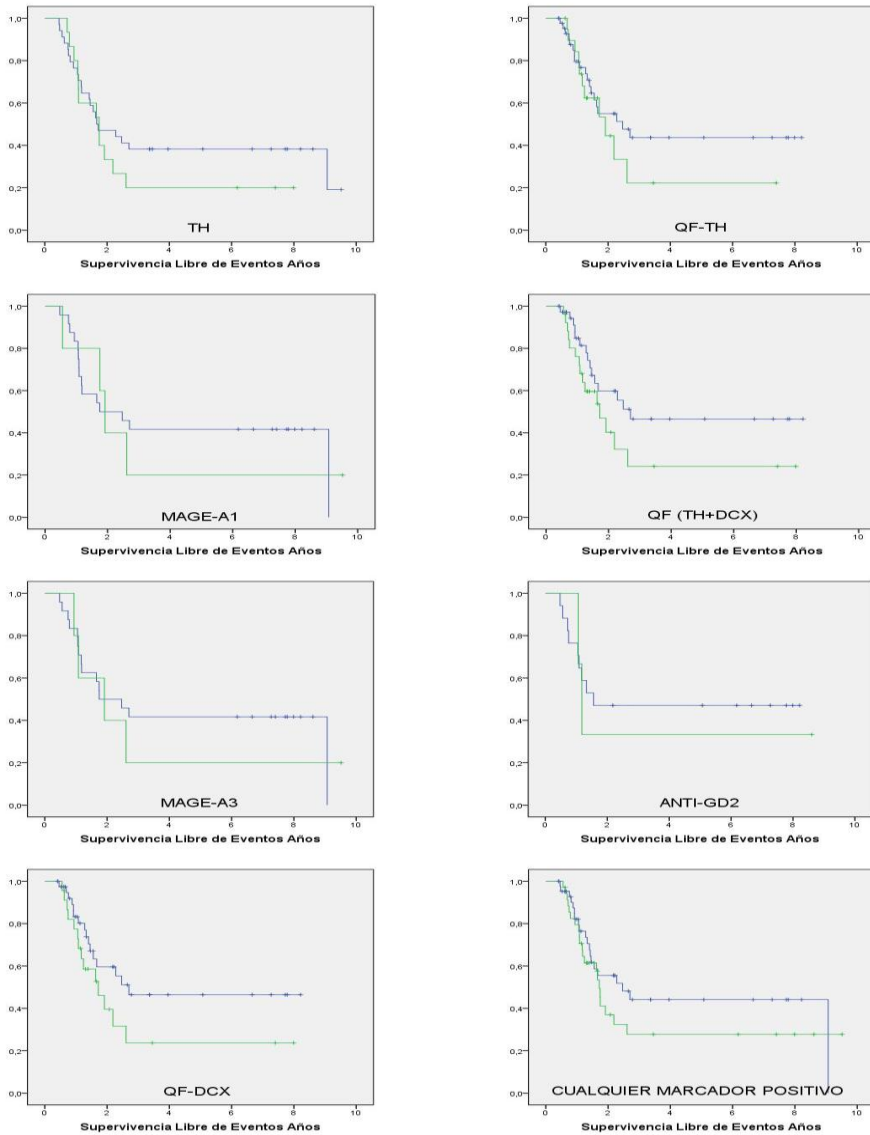 1,0
0,8
0,6
0,4
0,2
0,0
TH
0 2 4 6 8 10
Supervivencia Libre de Eventos Años
1,0
0,8
0,6
0,4
0,2
0,0
QF-TH
0 2 4 6 8 10
Supervivencia Libre de Eventos Años
1,0
0,8
0,6
0,4
0,2
0,0
MAGE-A1
0 2 4 6 8 10
Supervivencia Libre de Eventos Años
1,0
0,8
0,6
0,4
0,2
0,0
QF (TH+DCX)
0 2 4 6 8 10
Supervivencia Libre de Eventos Años
1,0
0,8
0,6
0,4
0,2
0,0
MAGE-A3
0 2 4 6 8 10
Supervivencia Libre de Eventos Años
1,0
0,8
0,6
0,4
0,2
0,0
ANTI-GD2
0 2 4 6 8 10
Supervivencia Libre de Eventos Años
1,0
0,8
0,6
0,4
0,2
0,0
QF-DCX
0 2 4 6 8 10
Supervivencia Libre de Eventos Años
1,0
0,8
0,6
0,4
0,2
0,0
CUALQUIER MARCADOR POSITIVO
0 2 4 6 8 10
Supervivencia Libre de Eventos Años